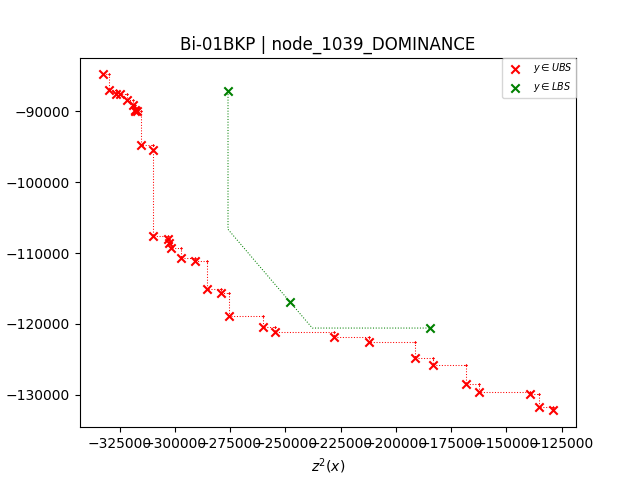 Bi-01BKP | node_1039_DOMINANCE
y ∈ UBS
y ∈ LBS
−90000
−100000
−110000
−120000
−130000
−325000 −300000 −275000 −250000 −225000 −200000 −175000 −150000 −125000
z²(x)